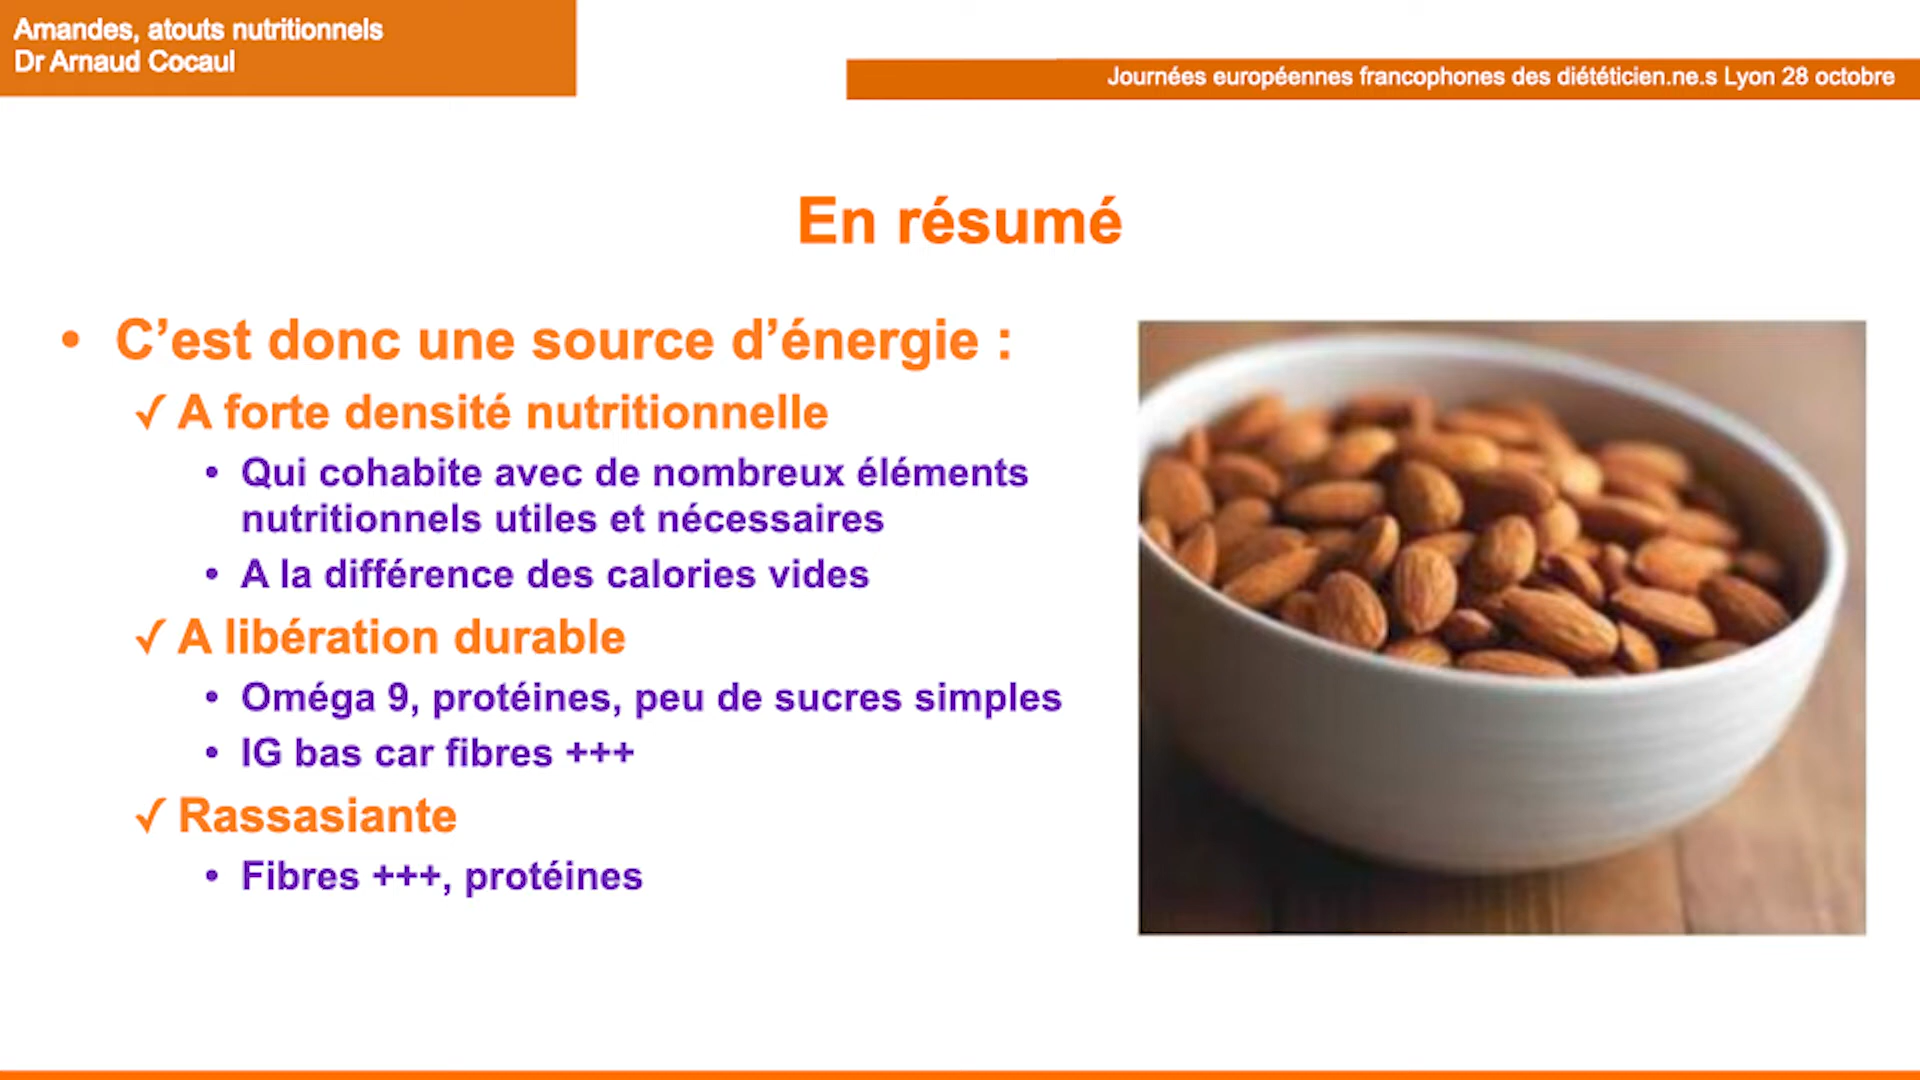 Amandes, atouts nutritionnels
Dr Arnaud Cocaul
Journées européennes francophones des diététicien.ne.s Lyon 28 octobre
En résumé
• C’est donc une source d’énergie :
✓ A forte densité nutritionnelle
• Qui cohabite avec de nombreux éléments
nutritionnels utiles et nécessaires
• A la différence des calories vides
✓ A libération durable
• Oméga 9, protéines, peu de sucres simples
• IG bas car fibres +++
✓ Rassasiante
• Fibres +++, protéines